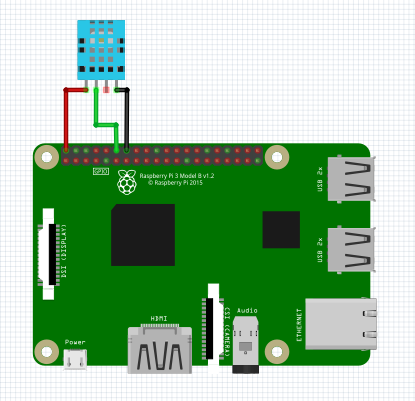 GPIO
Raspberry Pi 3 Model B v1.2
© Raspberry Pi 2015
USB 2x
USB 2x
DSI (DISPLAY)
CSI (CAMERA)
Audio
ETHERNET
HDMI
Power